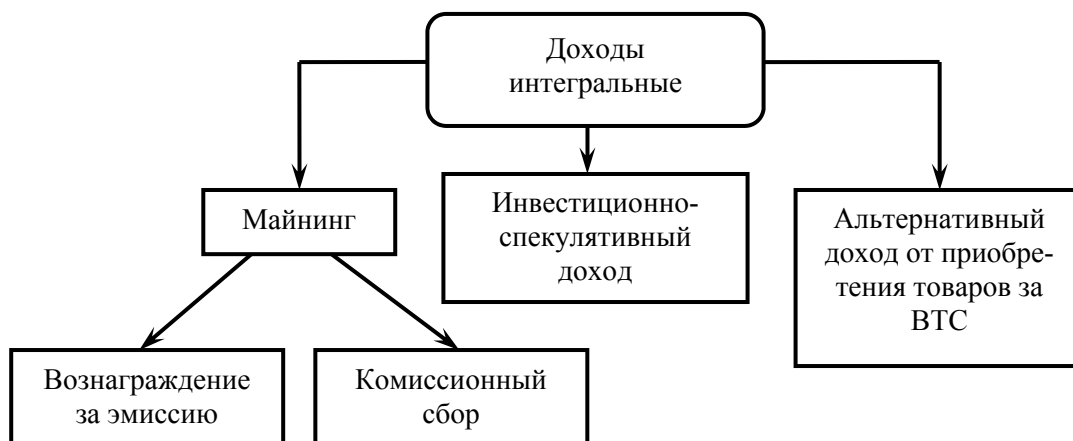 Доходы
интегральные
Майнинг
Инвестиционно-
спекулятивный
доход
Альтернативный
доход от приобре-
тения товаров за
BTC
Вознаграждение
за эмиссию
Комиссионный
сбор